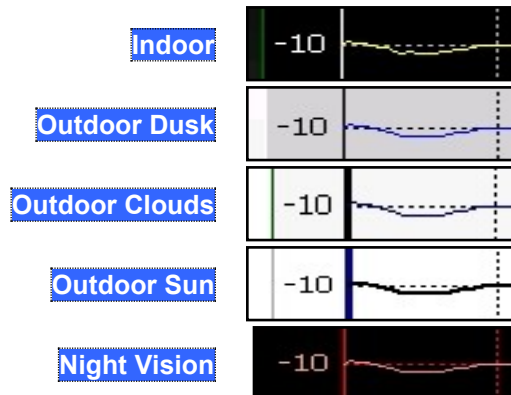 Indoor -10
Outdoor Dusk -10
Outdoor Clouds -10
Outdoor Sun -10
Night Vision -10